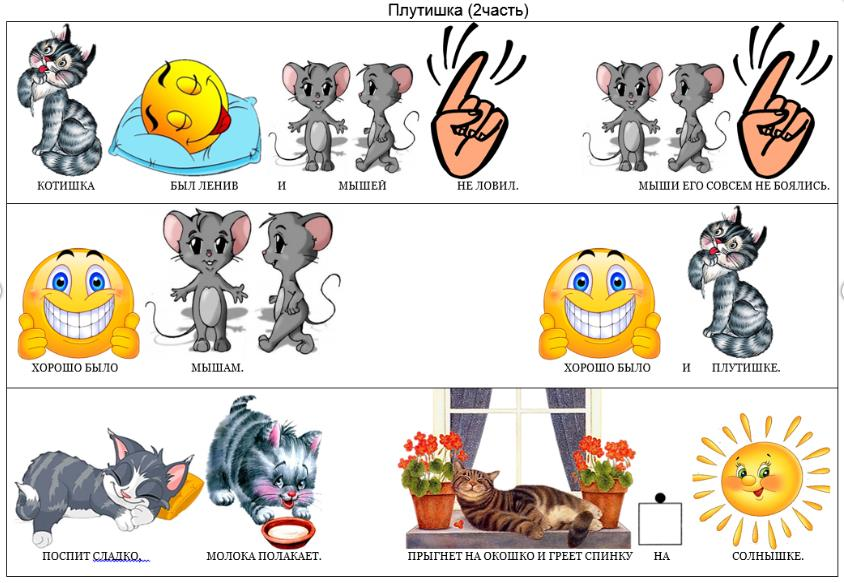 Плутишка (2часть)
КОТИШКА БЫЛ ЛЕНИВ И МЫШЕЙ НЕ ЛОВИЛ. МЫШИ ЕГО СОВСЕМ НЕ БОЯЛИСЬ.
ХОРОШО БЫЛО МЫШАМ. ХОРОШО БЫЛО И ПЛУТИШКЕ.
ПОСПИТ СЛАДКО, МОЛОКА ПОЛАКАЕТ. ПРЫГНЕТ НА ОКОШКО И ГРЕЕТ СПИНКУ НА СОЛНЫШКЕ.